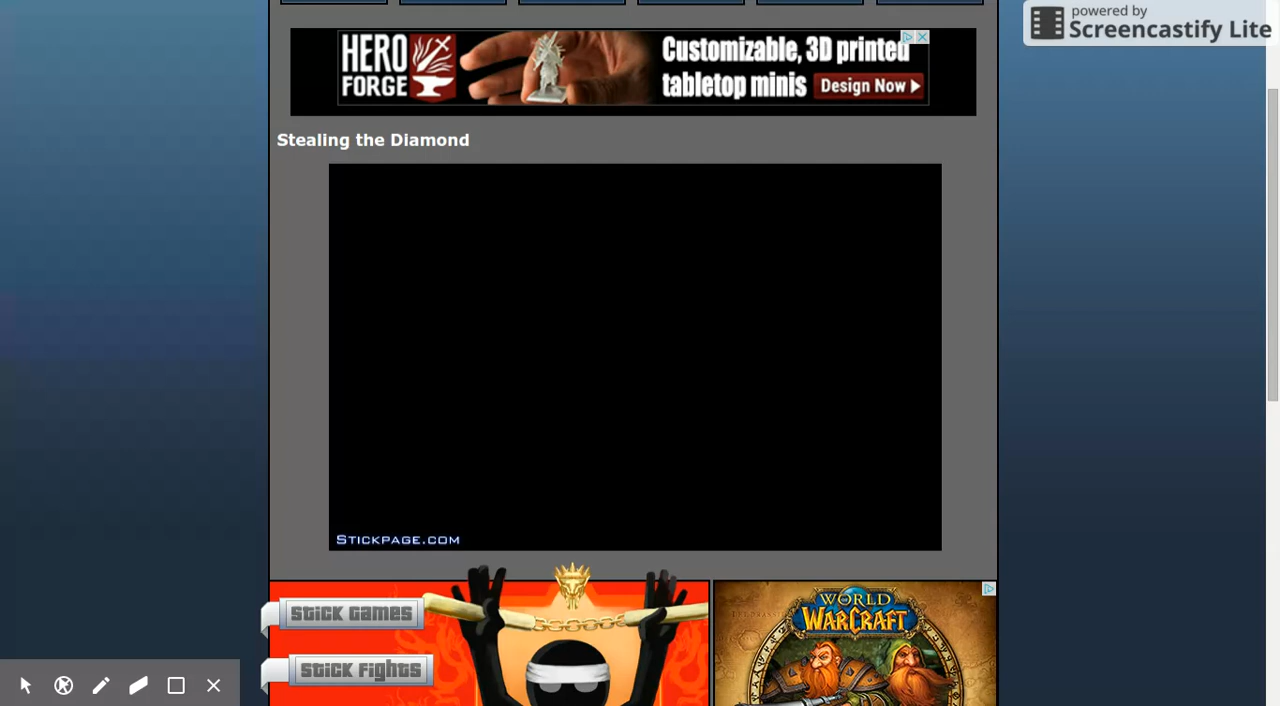 powered by
Screencastify Lite
HERO
FORGE
Customizable, 3D printed
tabletop minis
Design Now
Stealing the Diamond
STICKPAGE.COM
STICK GAMES
STICK FIGHTS
WORLD
WARCRAFT